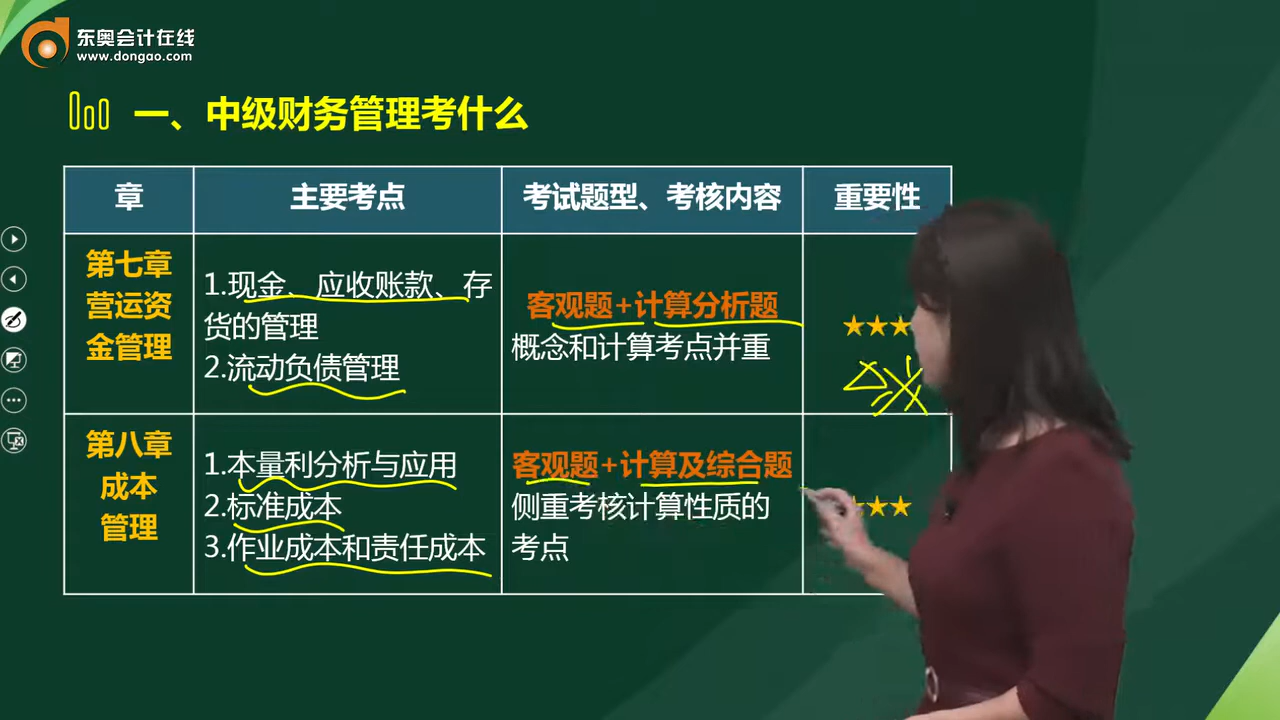 东奥会计在线
www.dongao.com
一、中级财务管理考什么
章
主要考点
考试题型、考核内容
重要性
第七章
营运资
金管理
1.现金、应收账款、存
货的管理
2.流动负债管理
客观题+计算分析题
概念和计算考点并重
★★★
第八章
成本
管理
1.本量利分析与应用
2.标准成本
3.作业成本和责任成本
客观题+计算及综合题
侧重考核计算性质的
考点
★★★